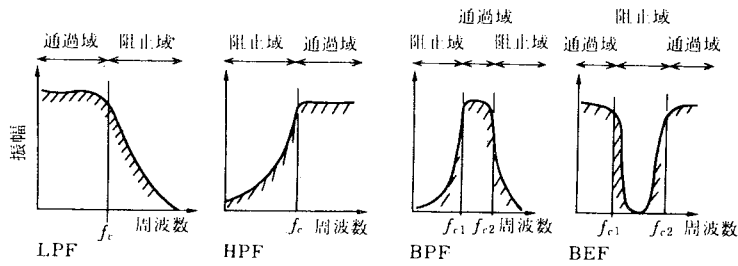 通過域 阻止域
振幅
fc 周波数
LPF
阻止域 通過域
fc 周波数
HPF
通過域
阻止域 阻止域
fc1 fc2 周波数
BPF
阻止域
通過域 通過域
fc1 fc2 周波数
BEF